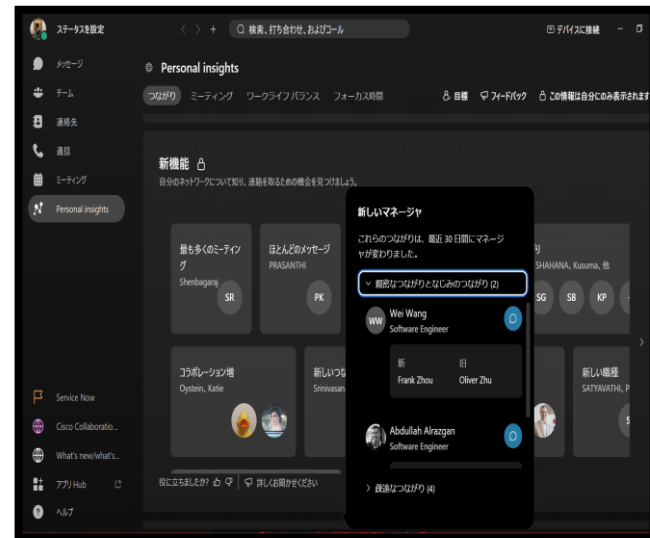 ステータスを設定
検索、打ち合わせ、およびコール
デバイスに接続
メッセージ
チーム
連絡先
通話
ミーティング
Personal insights
Service Now
Cisco Collaboratio...
What's new/what's...
アプリ Hub
ヘルプ
Personal insights
つながり ミーティング ワークライフ バランス フォーカス時間
目標 フィードバック この情報は自分にのみ表示されます
新機能
自分のネットワークについて知り、連絡を取るための機会を見つけましょう。
最も多くのミーティング
Shenbagaraj
SR
ほとんどのメッセージ
PRASANTHI
PK
SHAHANA, Kusuma, 他
SG SB KP
コラボレーション増
Oystein, Katie
新しいつな
Srinivasan
新しい職種
SATYAVATHI, P
S
役に立ちましたか? 詳しくお聞かせください
新しいマネージャ
これらのつながりは、最近 30 日間にマネージャが変わりました。
親密なつながりとなじみのつながり (2)
WW
Wei Wang
Software Engineer
新 旧
Frank Zhou Oliver Zhu
Abdullah Alrazgan
Software Engineer
疎遠なつながり (4)